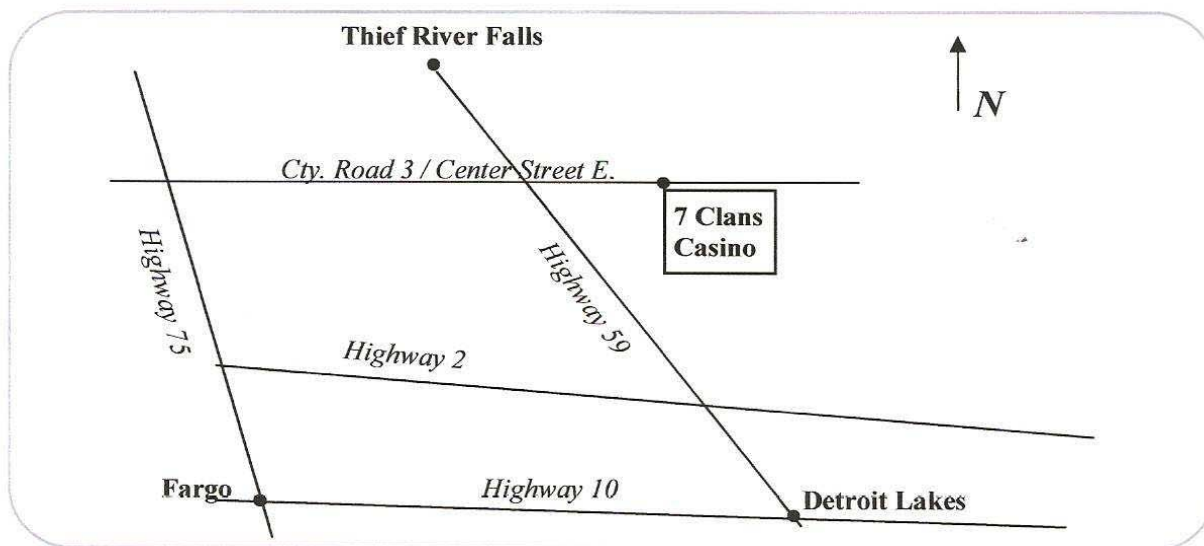 Thief River Falls
N
Cty. Road 3 / Center Street E.
7 Clans
Casino
Highway 75
Highway 59
Highway 2
Fargo
Highway 10
Detroit Lakes